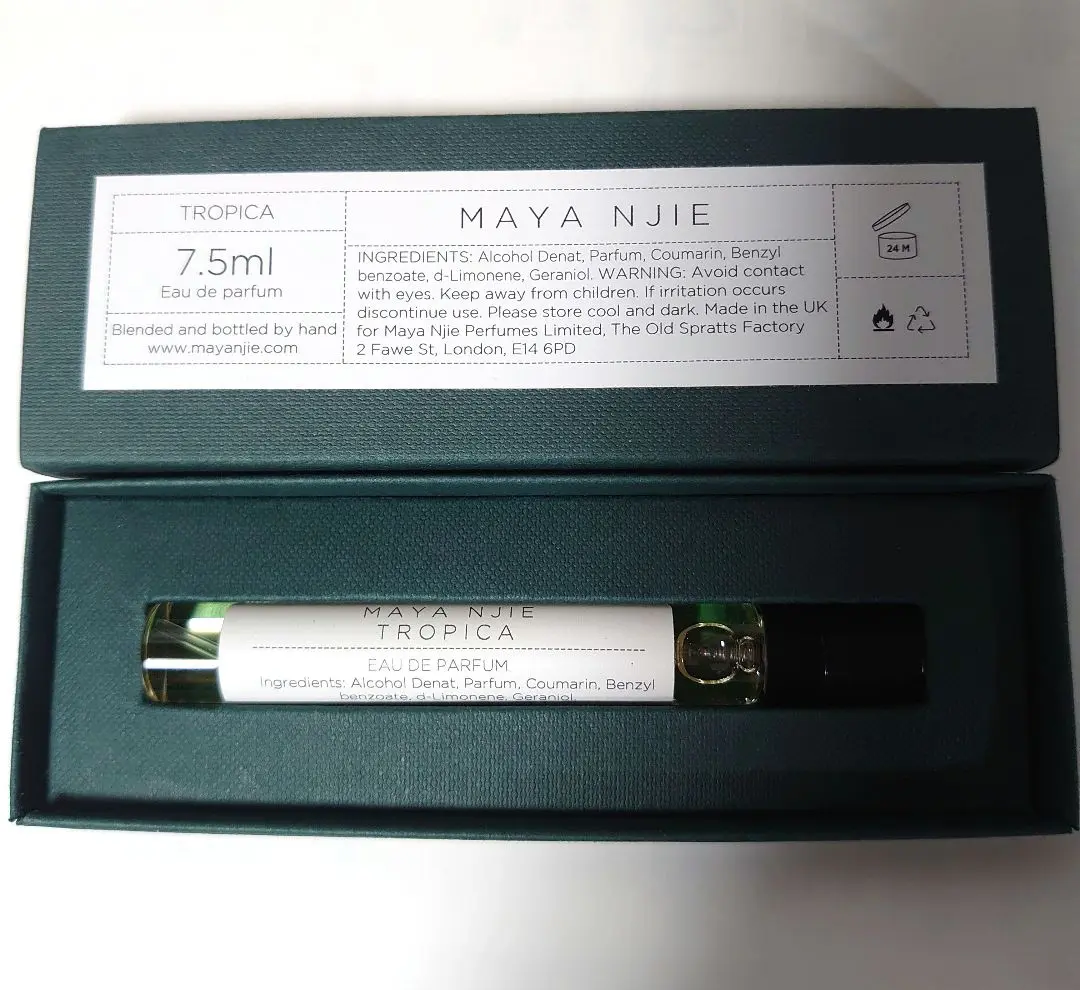 TROPICA
7.5ml
Eau de parfum
Blended and bottled by hand
www.mayanjie.com
MAYA NJIE
INGREDIENTS: Alcohol Denat, Parfum, Coumarin, Benzyl
benzoate, d-Limonene, Geraniol. WARNING: Avoid contact
with eyes. Keep away from children. If irritation occurs
discontinue use. Please store cool and dark. Made in the UK
for Maya Njie Perfumes Limited, The Old Spratts Factory
2 Fawe St, London, E14 6PD
24 M
MAYA NJIE
TROPICA
EAU DE PARFUM
Ingredients: Alcohol Denat, Parfum, Coumarin, Benzyl
benzoate, d-Limonene, Geraniol.